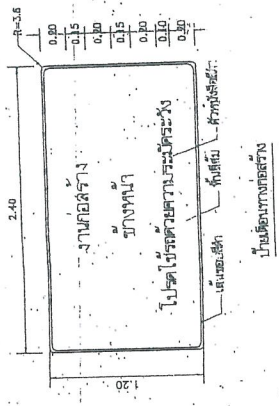 R=3.6
0.20
0.15
0.20
0.15
0.20
0.10
0.20
2.40
1.20
งานก่อสร้าง
ข้างหน้า
โปรดใช้รถด้วยความระมัดระวัง
ตัวหนังสือสีดำ
พื้นสีส้ม
เส้นขอบสีดำ
ป้ายเตือนทางก่อสร้าง